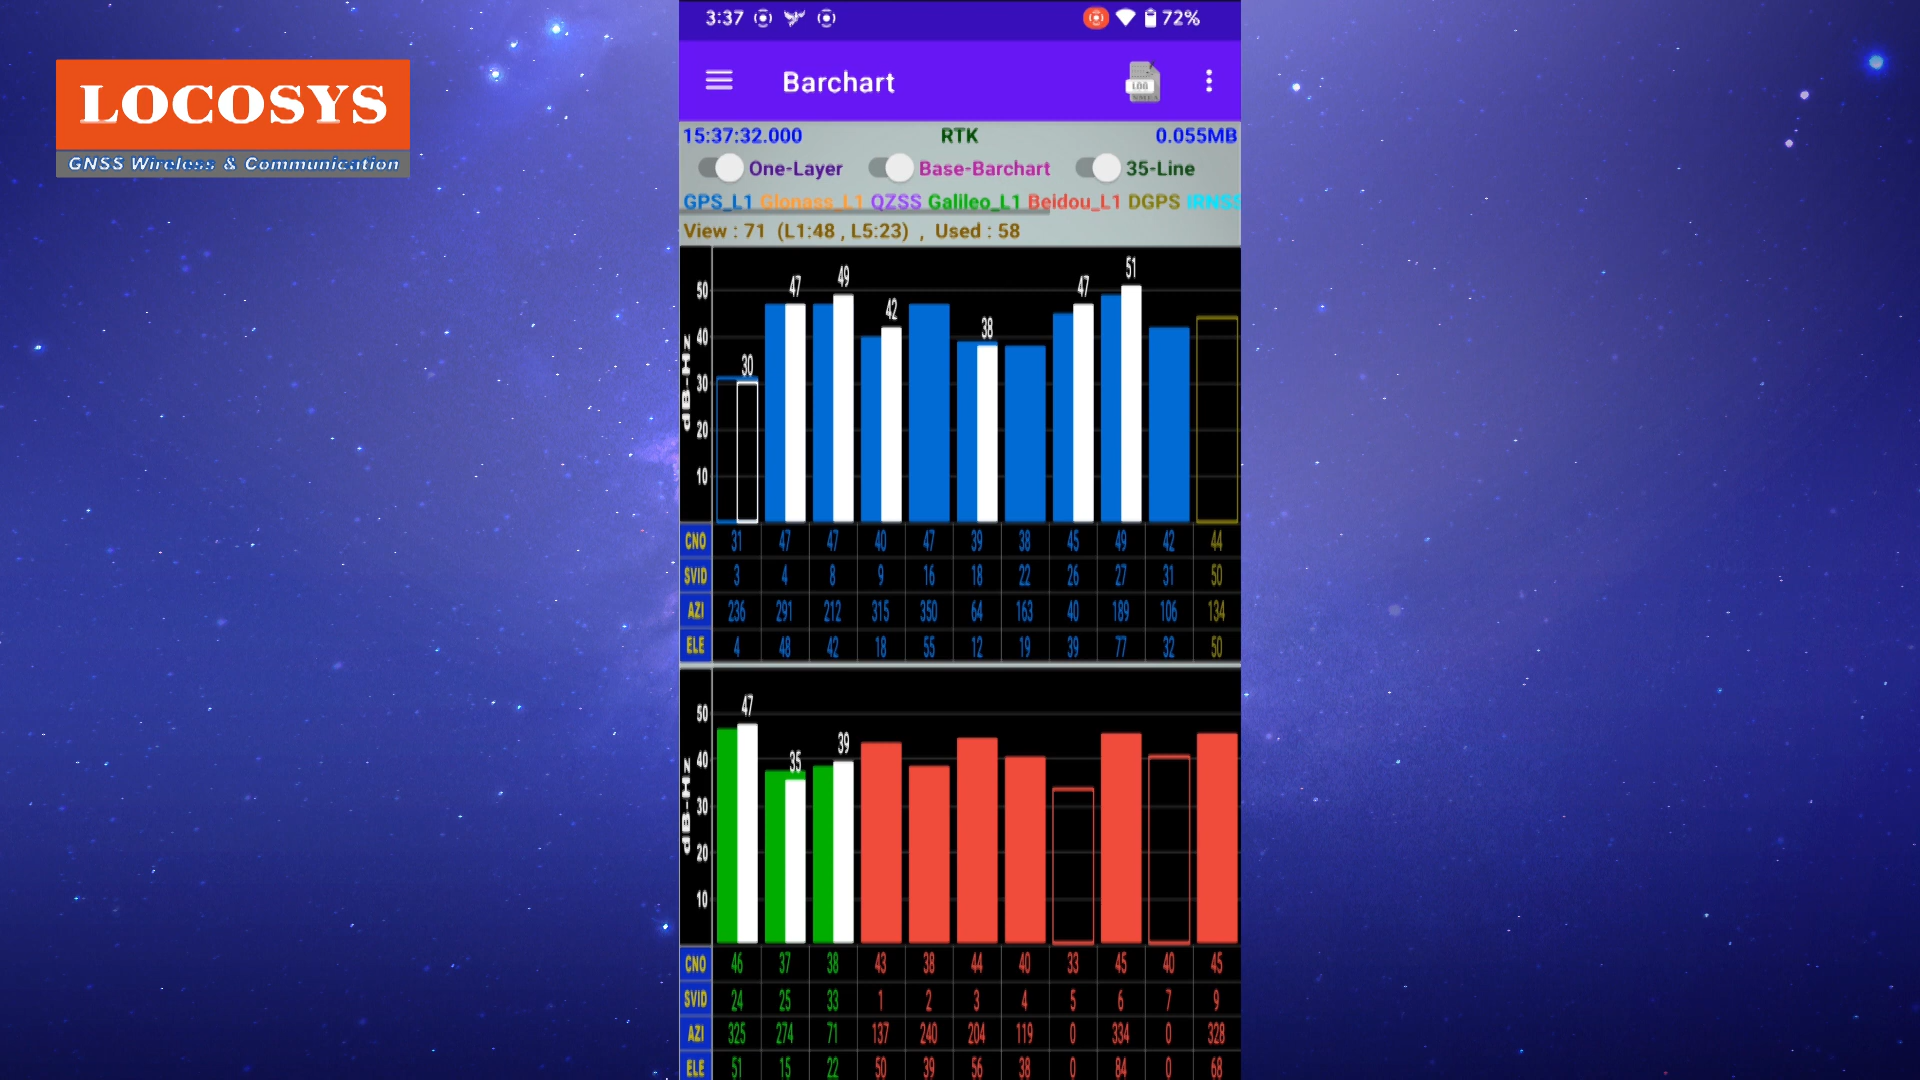 LOCOSYS
GNSS Wireless & Communication
3:37 72%
Barchart
LOG
15:37:32.000 RTK 0.055MB
One-Layer Base-Barchart 35-Line
GPS_L1 Glonass_L1 QZSS Galileo_L1 Beidou_L1 DGPS IRNSS
View : 71 (L1:48 , L5:23) , Used : 58
dB-Hz
50
40
30
20
10
30 47 49 42 38 47 51
CNO 31 47 47 40 47 39 38 45 49 42 44
SVID 3 4 8 9 16 18 22 26 27 31 50
AZI 236 291 212 315 350 64 163 40 189 106 134
ELE 4 48 42 18 55 12 19 39 77 32 50
dB-Hz
50
40
30
20
10
47 35 39
CNO 46 37 38 43 38 44 40 33 45 40 45
SVID 24 25 33 1 2 3 4 5 6 7 9
AZI 325 274 71 137 240 204 119 0 334 0 328
ELE 51 15 22 50 39 56 38 0 84 0 68